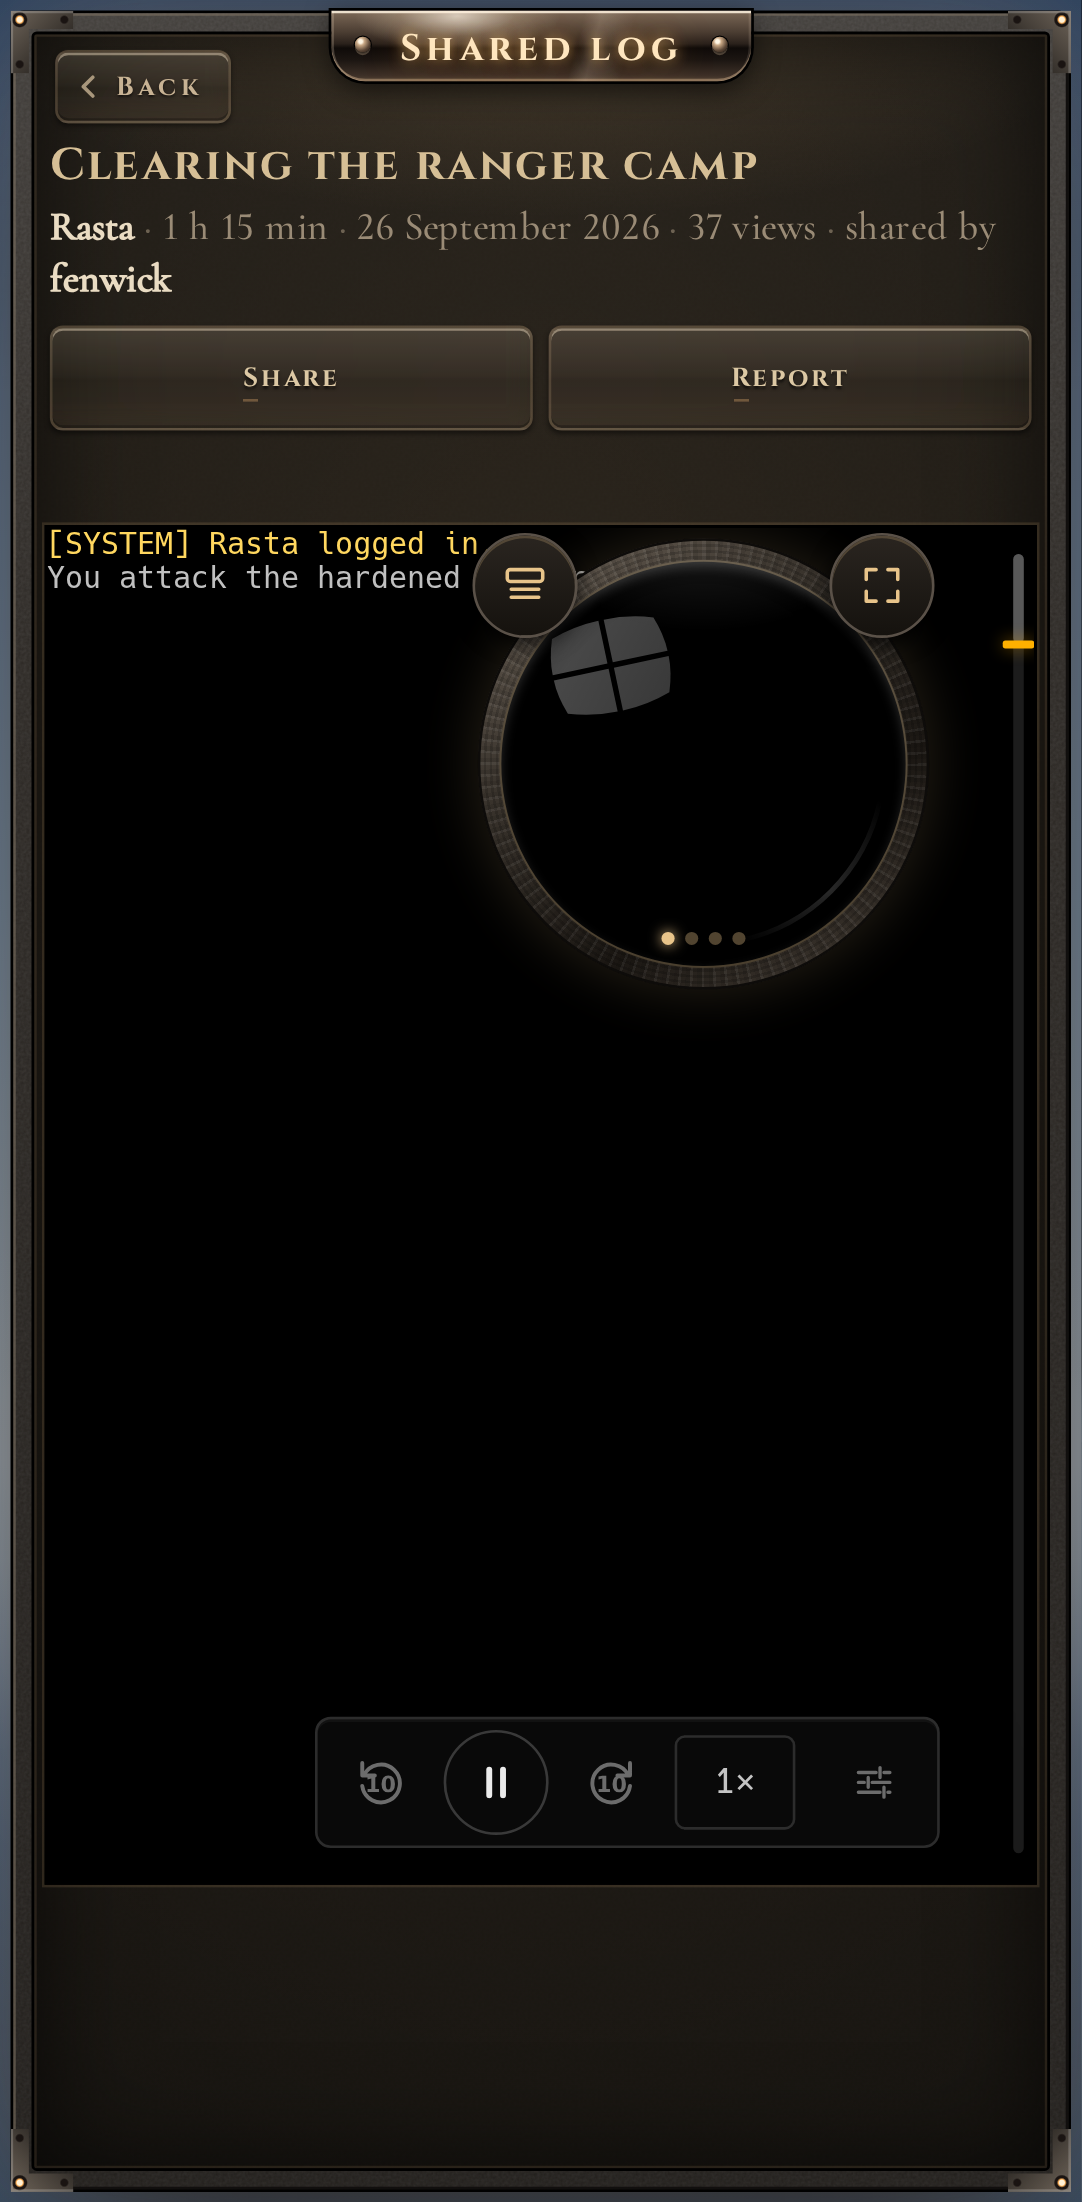 Shared log
Back
Clearing the ranger camp
Rasta · 1 h 15 min · 26 September 2026 · 37 views · shared by
fenwick
Share
Report
[SYSTEM] Rasta logged in
You attack the hardened
10
10
1×